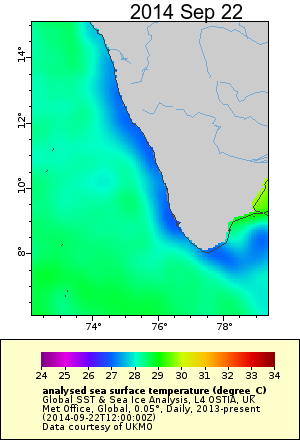 2014 Sep 22
14°
12°
10°
8°
74° 76° 78°
24 25 26 27 28 29 30 31 32 33 34
analysed sea surface temperature (degree_C)
Global SST & Sea Ice Analysis, L4 OSTIA, UK
Met Office, Global, 0.05°, Daily, 2013-present
(2014-09-22T12:00:00Z)
Data courtesy of UKMO